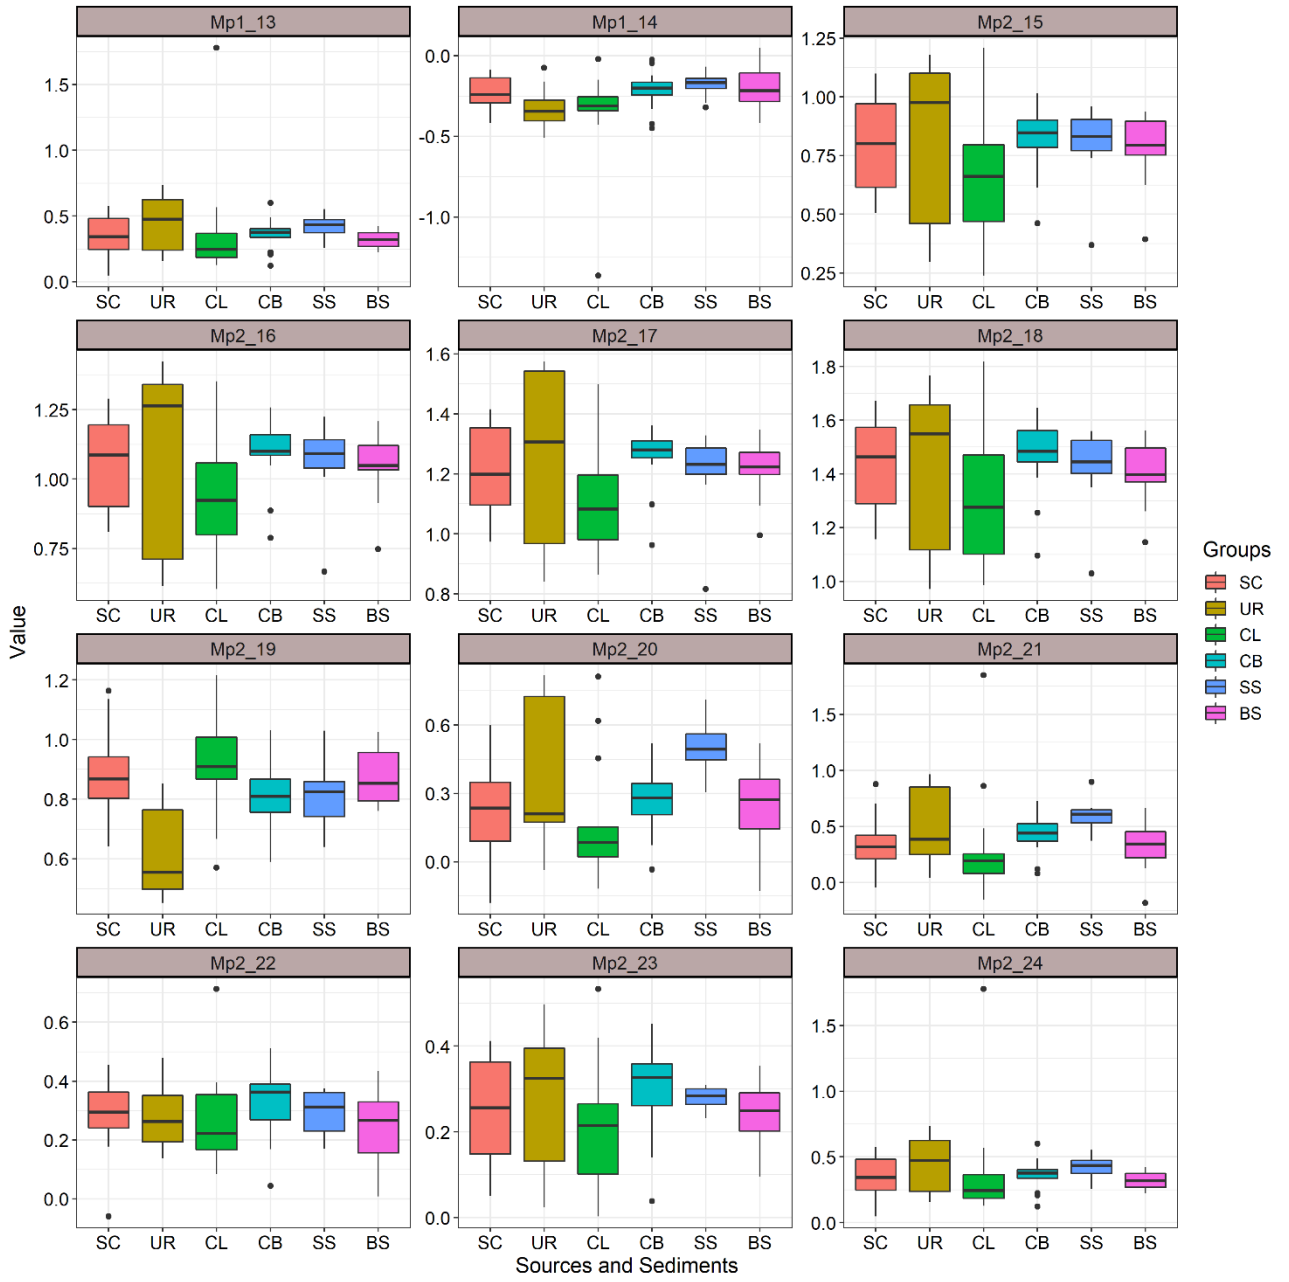 Mp1_13 Mp1_14 Mp2_15
1.5
1.0
0.5
0.0
0.0
-0.5
-1.0
1.25
1.00
0.75
0.50
0.25
SC UR CL CB SS BS SC UR CL CB SS BS SC UR CL CB SS BS
Mp2_16 Mp2_17 Mp2_18
1.25
1.00
0.75
1.6
1.4
1.2
1.0
0.8
1.8
1.6
1.4
1.2
1.0
SC UR CL CB SS BS SC UR CL CB SS BS SC UR CL CB SS BS
Value
Groups
SC
UR
CL
CB
SS
BS
Mp2_19 Mp2_20 Mp2_21
1.2
1.0
0.8
0.6
0.6
0.3
0.0
1.5
1.0
0.5
0.0
SC UR CL CB SS BS SC UR CL CB SS BS SC UR CL CB SS BS
Mp2_22 Mp2_23 Mp2_24
0.6
0.4
0.2
0.0
0.4
0.2
0.0
1.5
1.0
0.5
0.0
SC UR CL CB SS BS SC UR CL CB SS BS SC UR CL CB SS BS
Sources and Sediments